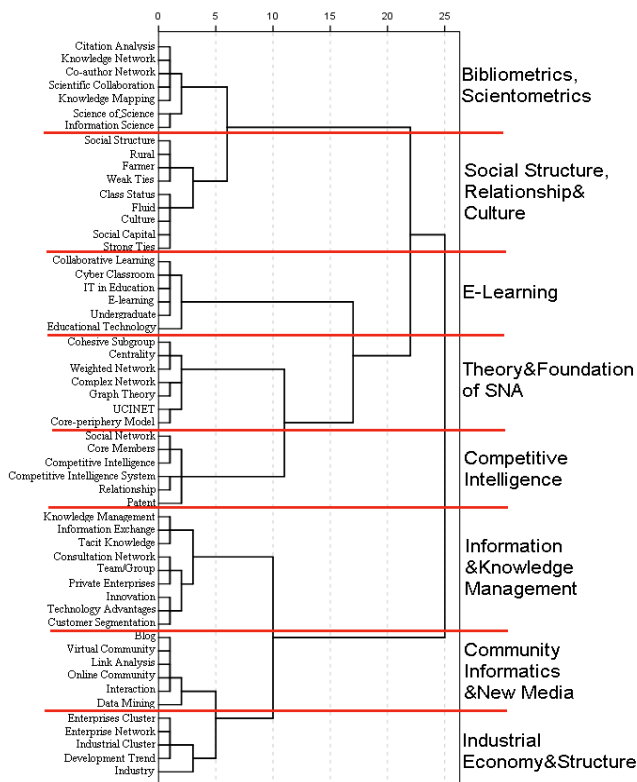 0 5 10 15 20 25
Citation Analysis
Knowledge Network
Co-author Network
Scientific Collaboration
Knowledge Mapping
Science of Science
Information Science
Bibliometrics,
Scientometrics
Social Structure
Rural
Farmer
Weak Ties
Class Status
Fluid
Culture
Social Capital
Strong Ties
Social Structure,
Relationship&
Culture
Collaborative Learning
Cyber Classroom
IT in Education
E-learning
Undergraduate
Educational Technology
E-Learning
Cohesive Subgroup
Centrality
Weighted Network
Complex Network
Graph Theory
UCINET
Core-periphery Model
Theory&Foundation
of SNA
Social Network
Core Members
Competitive Intelligence
Competitive Intelligence System
Relationship
Patent
Competitive
Intelligence
Knowledge Management
Information Exchange
Tacit Knowledge
Consultation Network
Team/Group
Private Enterprises
Innovation
Technology Advantages
Customer Segmentation
Information
&Knowledge
Management
Blog
Virtual Community
Link Analysis
Online Community
Interaction
Data Mining
Community
Informatics
&New Media
Enterprises Cluster
Enterprise Network
Industrial Cluster
Development Trend
Industry
Industrial
Economy&Structure